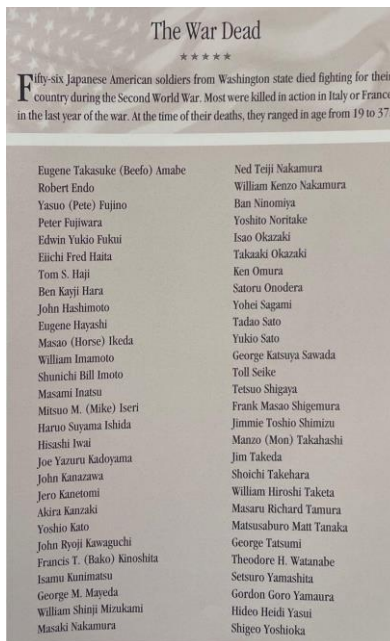 The War Dead
★★★★★
Fifty-six Japanese American soldiers from Washington state died fighting for their
country during the Second World War. Most were killed in action in Italy or France
in the last year of the war. At the time of their deaths, they ranged in age from 19 to 37.
Eugene Takasuke (Beefo) Amabe
Robert Endo
Yasuo (Pete) Fujino
Peter Fujiwara
Edwin Yukio Fukui
Eiichi Fred Haita
Tom S. Haji
Ben Kayji Hara
John Hashimoto
Eugene Hayashi
Masao (Horse) Ikeda
William Imamoto
Shunichi Bill Imoto
Masami Inatsu
Mitsuo M. (Mike) Iseri
Haruo Suyama Ishida
Hisashi Iwai
Joe Yazuru Kadoyama
John Kanazawa
Jero Kanetomi
Akira Kanzaki
Yoshio Kato
John Ryoji Kawaguchi
Francis T. (Bako) Kinoshita
Isamu Kunimatsu
George M. Mayeda
William Shinji Mizukami
Masaki Nakamura
Ned Teiji Nakamura
William Kenzo Nakamura
Ban Ninomiya
Yoshito Noritake
Isao Okazaki
Takaaki Okazaki
Ken Omura
Satoru Onodera
Yohei Sagami
Tadao Sato
Yukio Sato
George Katsuya Sawada
Toll Seike
Tetsuo Shigaya
Frank Masao Shigemura
Jimmie Toshio Shimizu
Manzo (Mon) Takahashi
Jim Takeda
Shoichi Takehara
William Hiroshi Taketa
Masaru Richard Tamura
Matsusaburo Matt Tanaka
George Tatsumi
Theodore H. Watanabe
Setsuro Yamashita
Gordon Goro Yamaura
Hideo Heidi Yasui
Shigeo Yoshioka